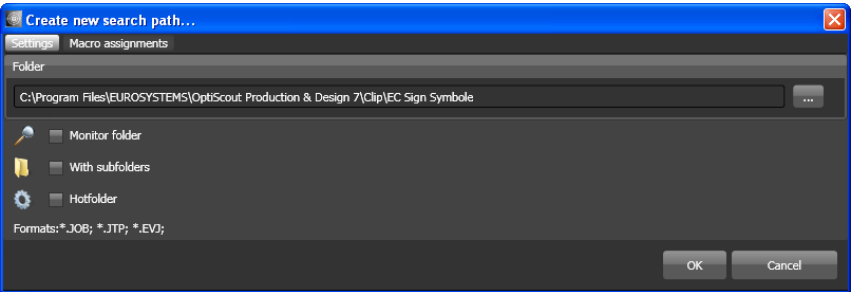 Create new search path...
Settings Macro assignments
Folder
C:\Program Files\EUROSYSTEMS\OptiScout Production & Design 7\Clip\EC Sign Symbole
...
Monitor folder
With subfolders
Hotfolder
Formats:*.JOB; *.JTP; *.EVJ;
OK Cancel